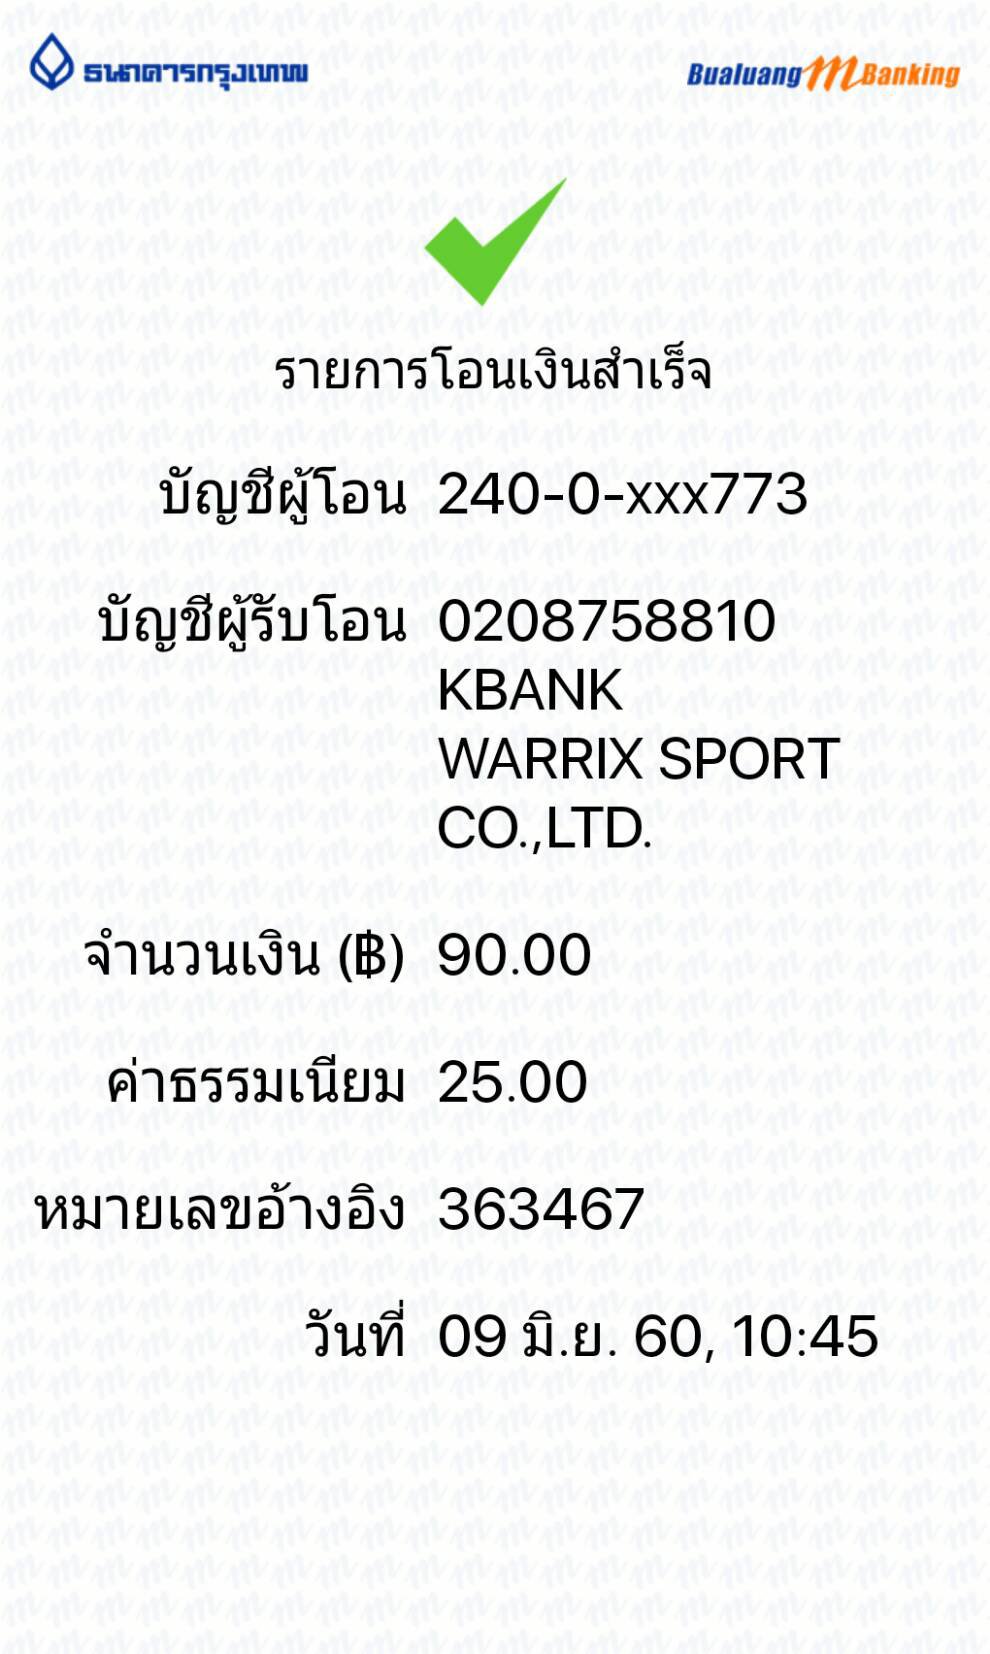 ธนาคารกรุงเทพ
Bualuang mBanking
รายการโอนเงินสำเร็จ
บัญชีผู้โอน 240-0-xxx773
บัญชีผู้รับโอน 0208758810
KBANK
WARRIX SPORT
CO.,LTD.
จำนวนเงิน (฿) 90.00
ค่าธรรมเนียม 25.00
หมายเลขอ้างอิง 363467
วันที่ 09 มิ.ย. 60, 10:45